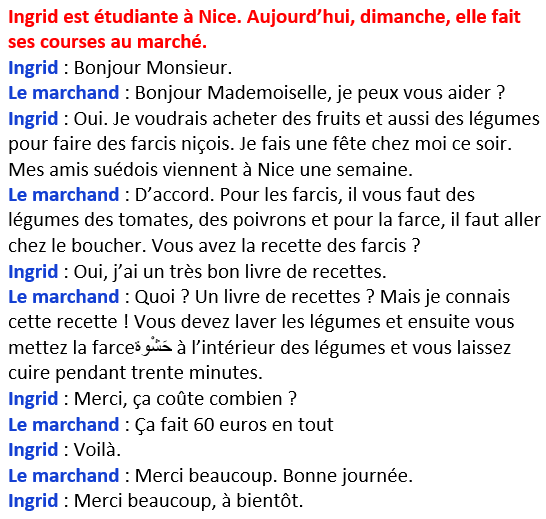 Ingrid est étudiante à Nice. Aujourd’hui, dimanche, elle fait
ses courses au marché.
Ingrid : Bonjour Monsieur.
Le marchand : Bonjour Mademoiselle, je peux vous aider ?
Ingrid : Oui. Je voudrais acheter des fruits et aussi des légumes
pour faire des farcis niçois. Je fais une fête chez moi ce soir.
Mes amis suédois viennent à Nice une semaine.
Le marchand : D’accord. Pour les farcis, il vous faut des
légumes des tomates, des poivrons et pour la farce, il faut aller
chez le boucher. Vous avez la recette des farcis ?
Ingrid : Oui, j’ai un très bon livre de recettes.
Le marchand : Quoi ? Un livre de recettes ? Mais je connais
cette recette ! Vous devez laver les légumes et ensuite vous
mettez la farceحَشْوة à l’intérieur des légumes et vous laissez
cuire pendant trente minutes.
Ingrid : Merci, ça coûte combien ?
Le marchand : Ça fait 60 euros en tout
Ingrid : Voilà.
Le marchand : Merci beaucoup. Bonne journée.
Ingrid : Merci beaucoup, à bientôt.